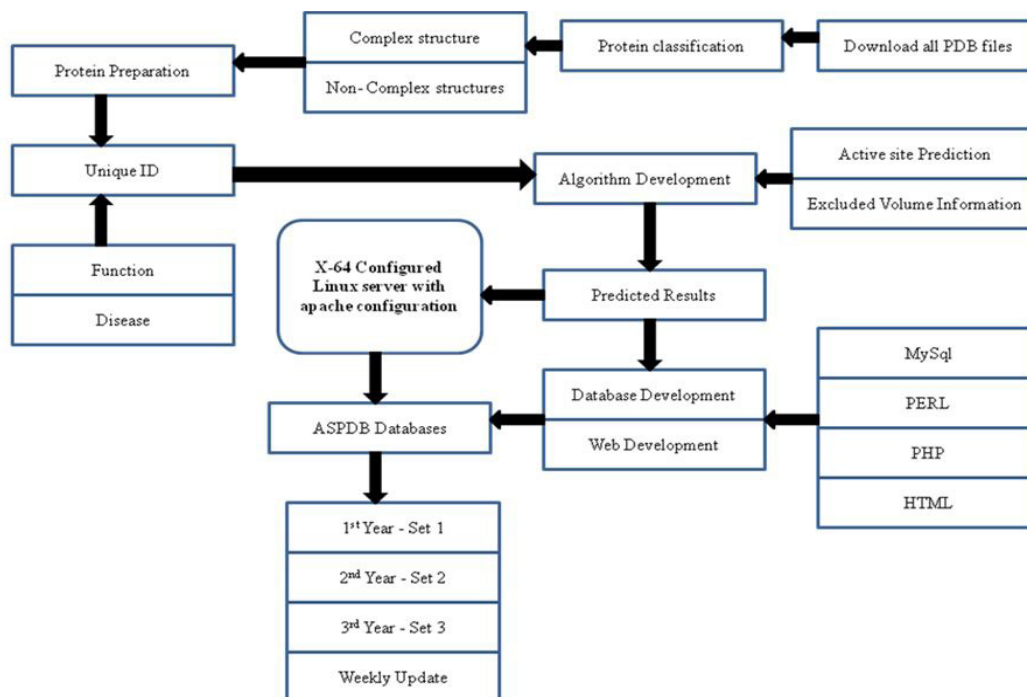 Complex structure
Protein classification
Download all PDB files
Protein Preparation
Non- Complex structures
Unique ID
Algorithm Development
Active site Prediction
Excluded Volume Information
Function
Disease
X-64 Configured
Linux server with
apache configuration
Predicted Results
MySql
PERL
PHP
HTML
Database Development
Web Development
ASPDB Databases
1st Year - Set 1
2nd Year - Set 2
3rd Year - Set 3
Weekly Update